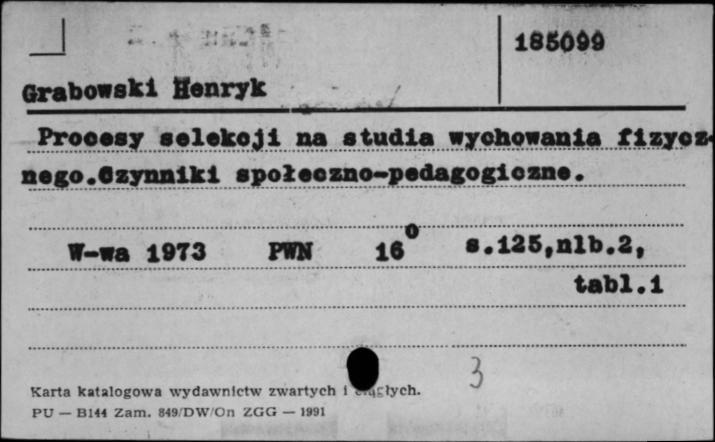 185099
Grabowski Henryk
Procesy selekcji na studia wychowania fizycz-
nego.Czynniki społeczno-pedagogiczne.
W-wa 1973 PWN 16⁰ s.125,nlb.2,
tabl.1
3
Karta katalogowa wydawnictw zwartych i ciągłych.
PU — B144 Zam. 849/DW/On ZGG — 1991